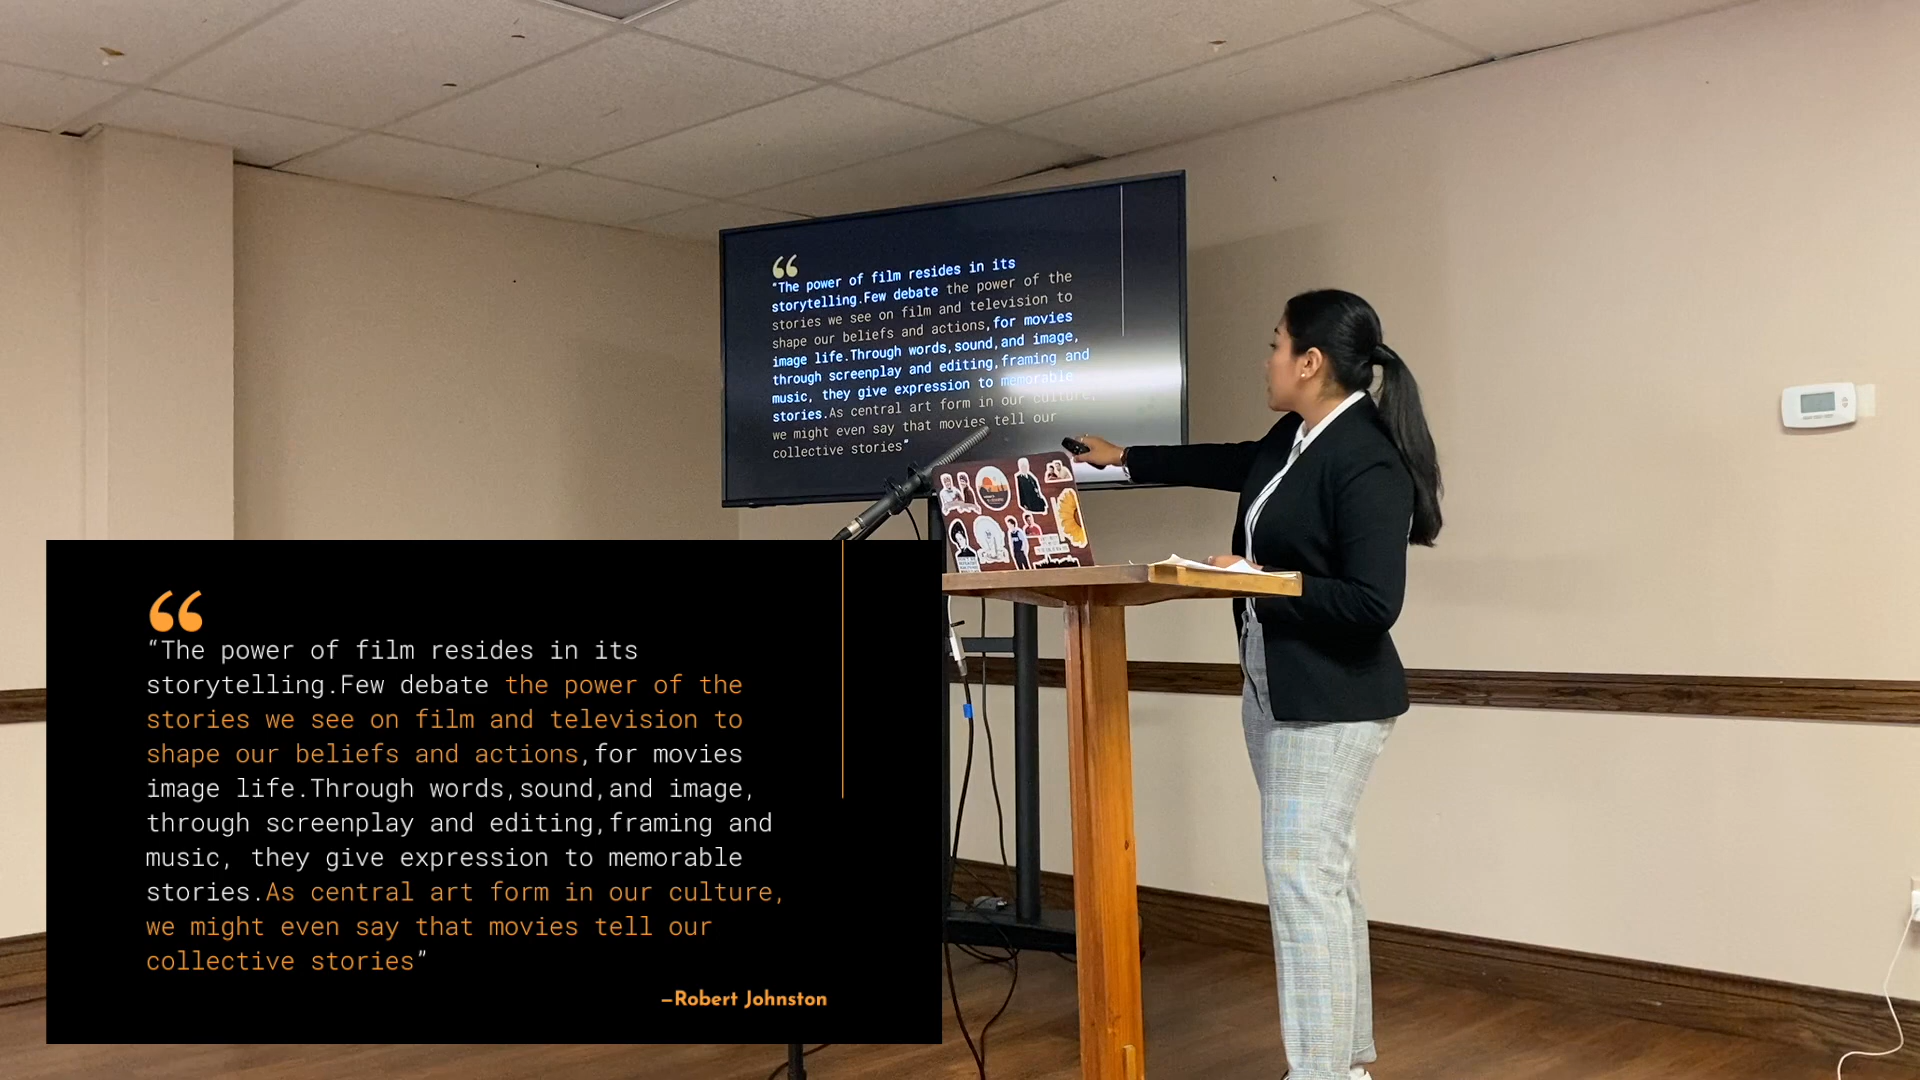 “The power of film resides in its
storytelling.Few debate the power of the
stories we see on film and television to
shape our beliefs and actions,for movies
image life.Through words,sound,and image,
through screenplay and editing,framing and
music, they give expression to memorable
stories.As central art form in our culture,
we might even say that movies tell our
collective stories”
“The power of film resides in its
storytelling.Few debate the power of the
stories we see on film and television to
shape our beliefs and actions,for movies
image life.Through words,sound,and image,
through screenplay and editing,framing and
music, they give expression to memorable
stories.As central art form in our culture,
we might even say that movies tell our
collective stories”
—Robert Johnston